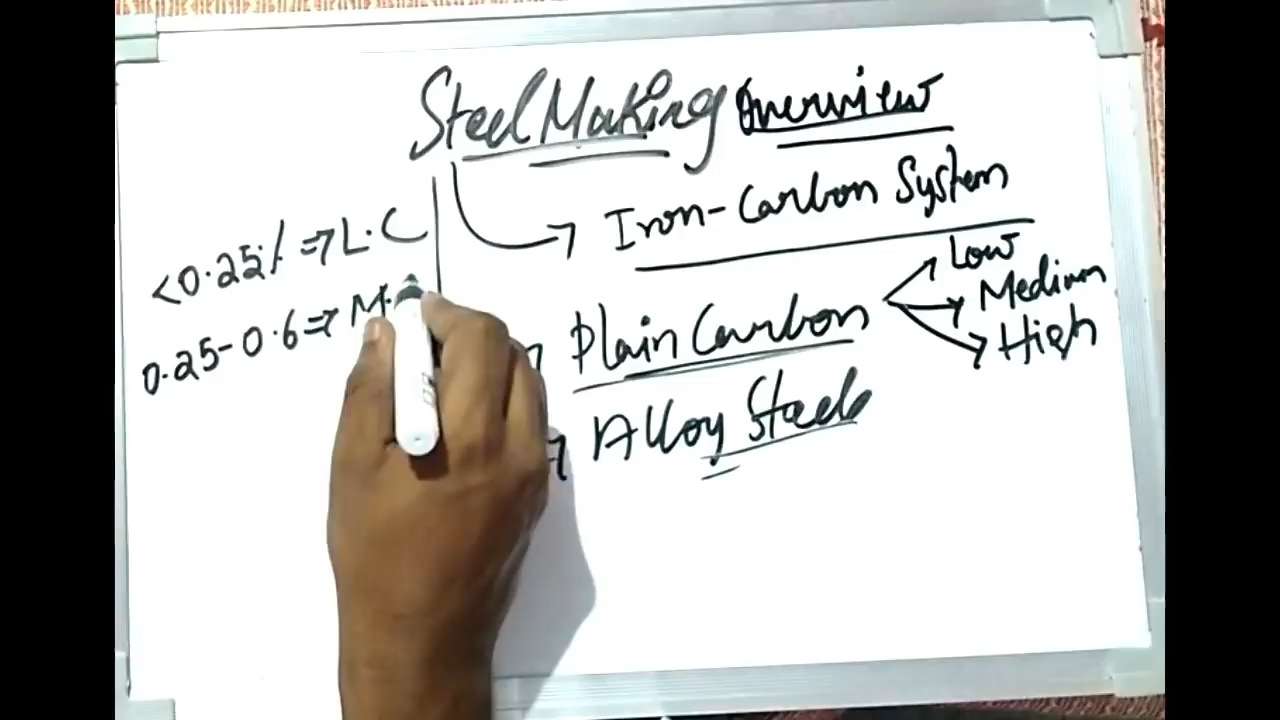 Steel Making Overview
→ Iron-Carbon System
<0.25% ⇒ L.C
0.25-0.6 ⇒ M.
Plain Carbon
→ Low
→ Medium
→ High
Alloy Steels